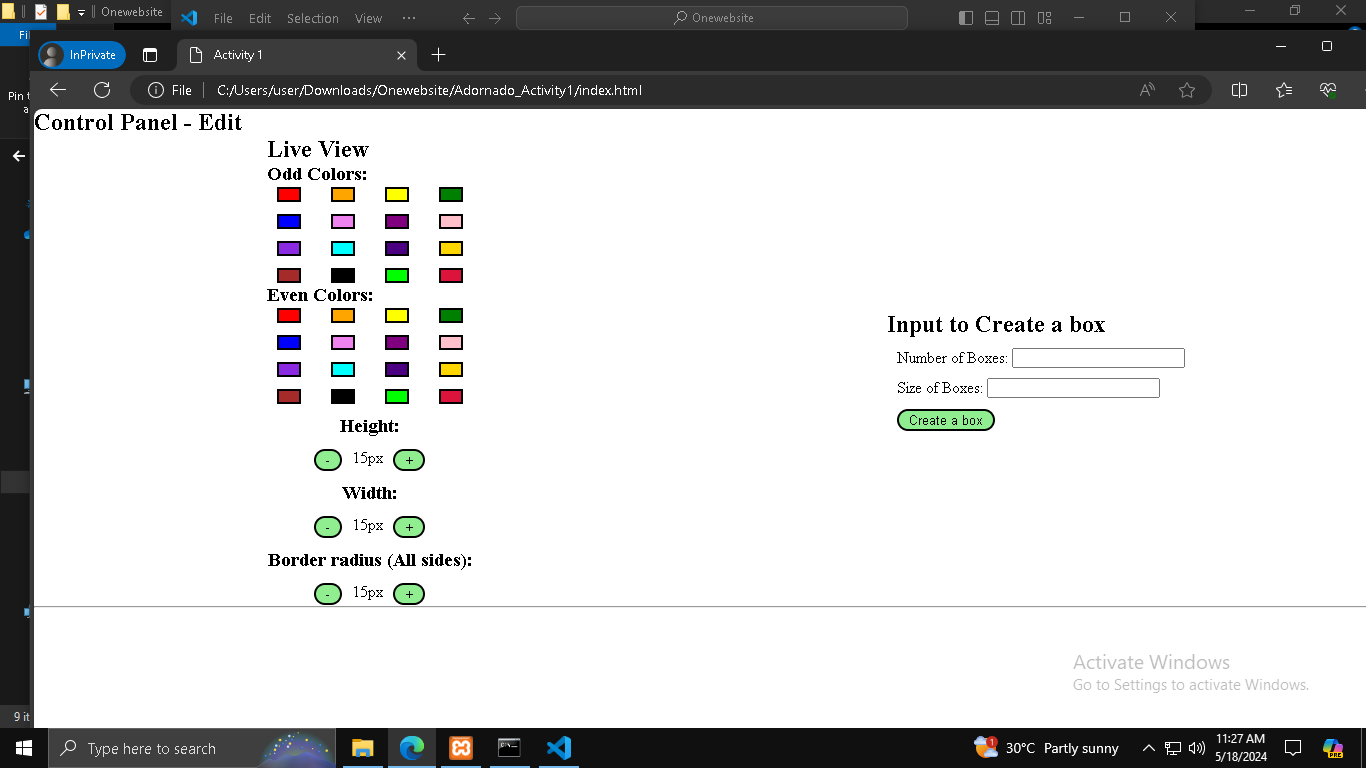 Onewebsite
File Edit Selection View ··· Onewebsite
Fil
InPrivate Activity 1
File C:/Users/user/Downloads/Onewebsite/Adornado_Activity1/index.html
Pin t
a
Control Panel - Edit
Live View
Odd Colors:
Even Colors:
Height:
- 15px +
Width:
- 15px +
Border radius (All sides):
- 15px +
Input to Create a box
Number of Boxes:
Size of Boxes:
Create a box
Activate Windows
Go to Settings to activate Windows.
9 it
Type here to search
1
30°C Partly sunny
11:27 AM
5/18/2024
PRE